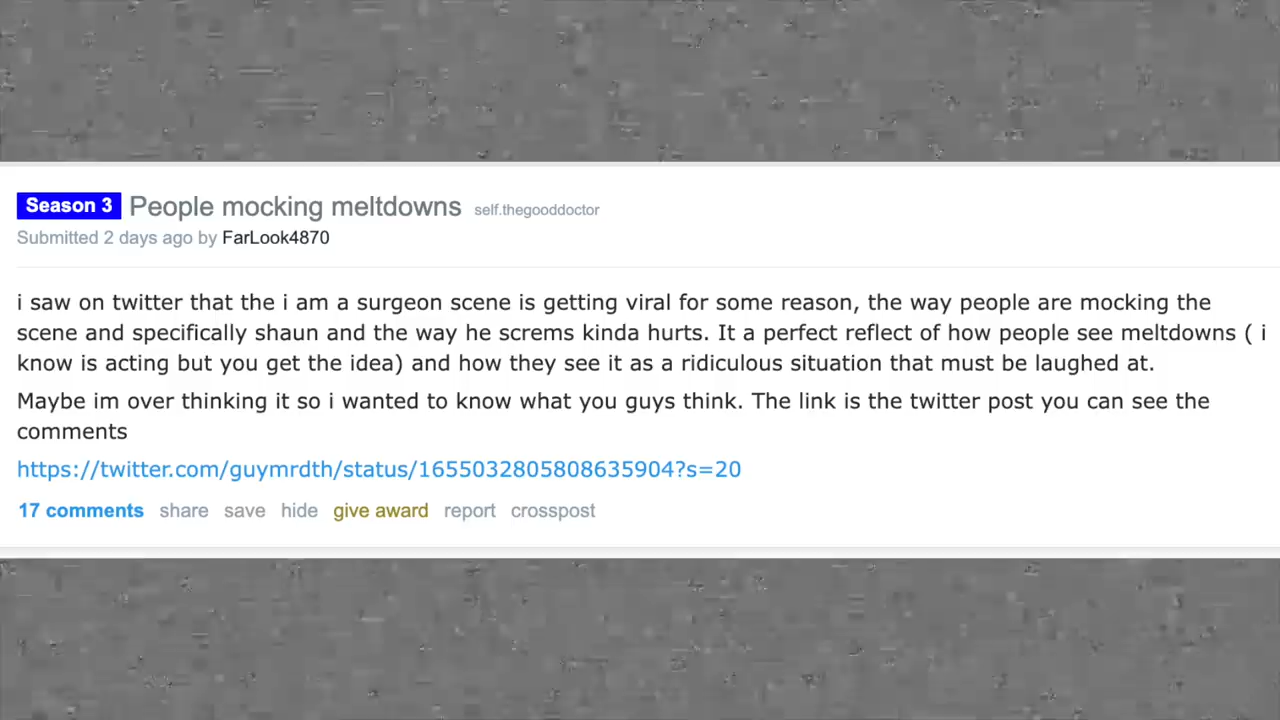 Season 3 People mocking meltdowns self.thegooddoctor
Submitted 2 days ago by FarLook4870
i saw on twitter that the i am a surgeon scene is getting viral for some reason, the way people are mocking the
scene and specifically shaun and the way he screms kinda hurts. It a perfect reflect of how people see meltdowns ( i
know is acting but you get the idea) and how they see it as a ridiculous situation that must be laughed at.
Maybe im over thinking it so i wanted to know what you guys think. The link is the twitter post you can see the
comments
https://twitter.com/guymrdth/status/1655032805808635904?s=20
17 comments share save hide give award report crosspost